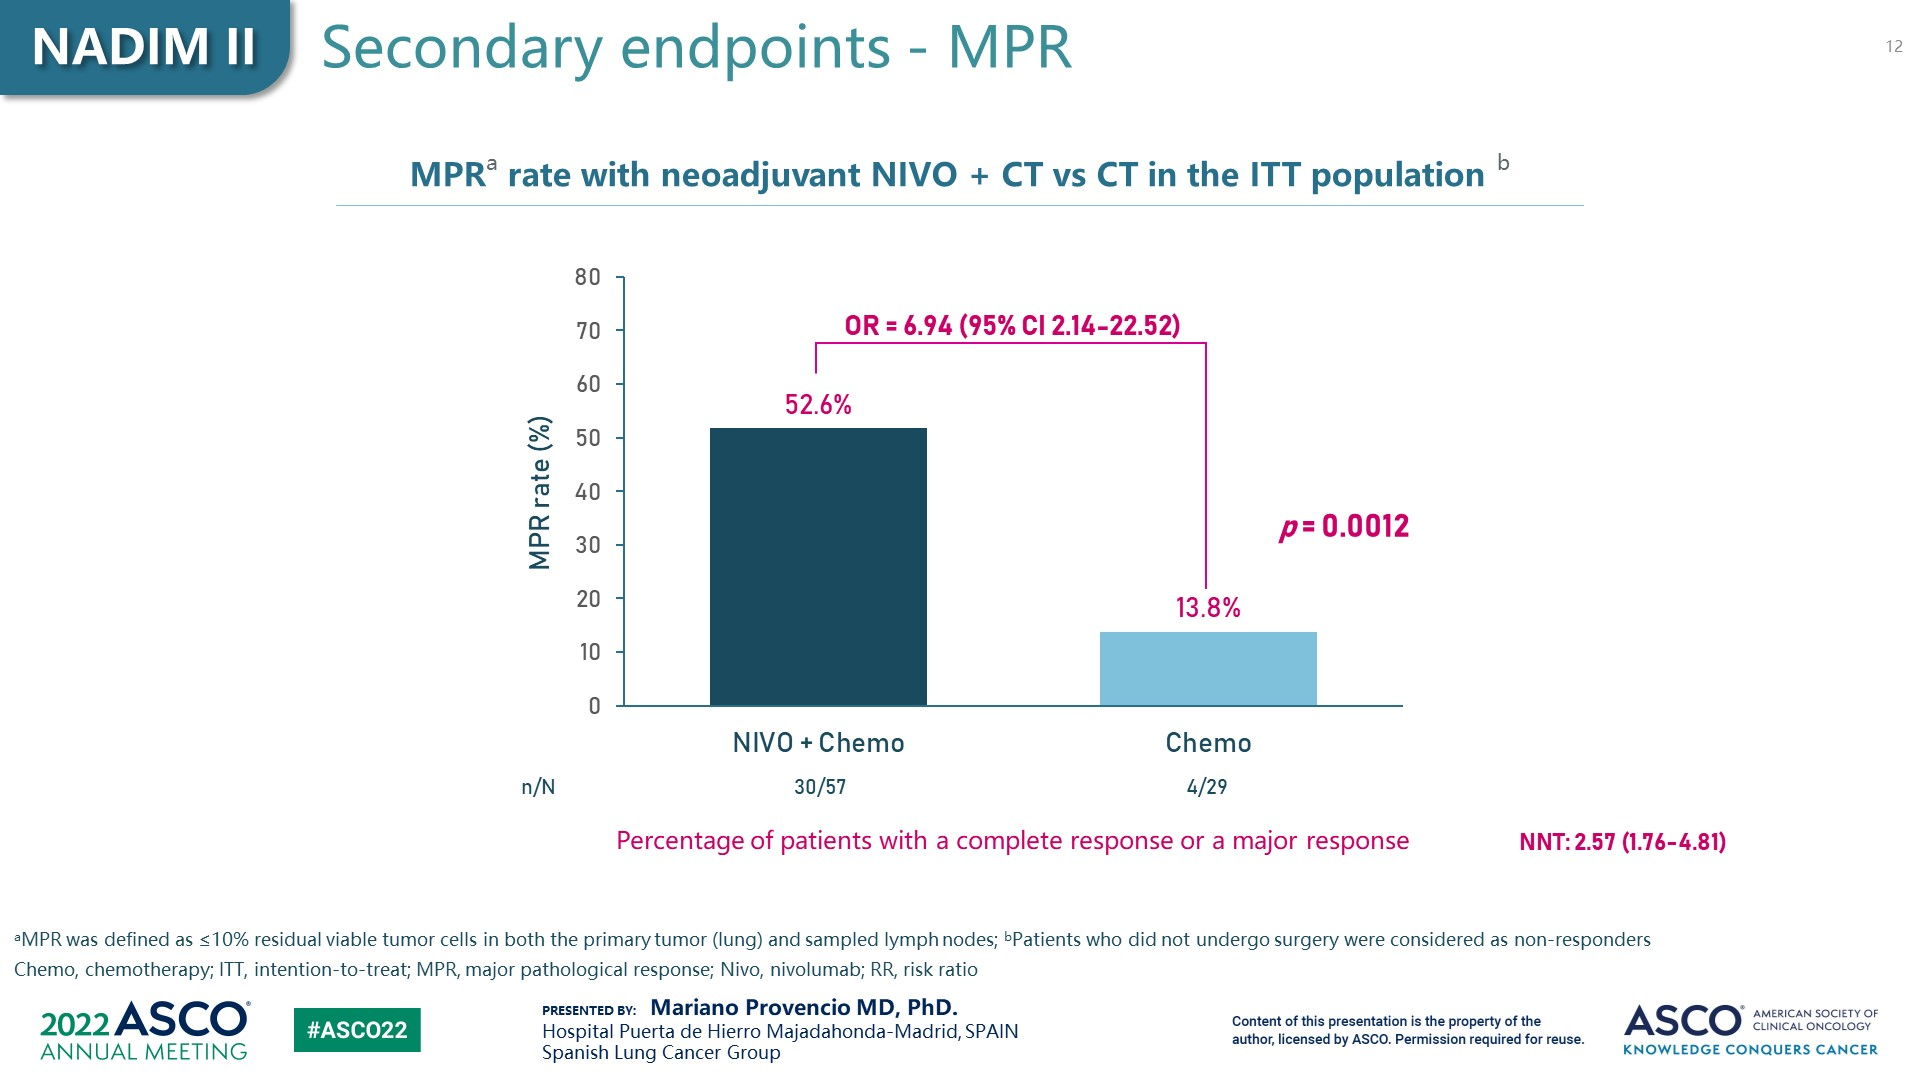 NADIM II
Secondary endpoints - MPR
12
MPRa rate with neoadjuvant NIVO + CT vs CT in the ITT population b
80
70
60
50
40
30
20
10
0
MPR rate (%)
OR = 6.94 (95% CI 2.14-22.52)
52.6%
p = 0.0012
13.8%
NIVO + Chemo
Chemo
n/N
30/57
4/29
Percentage of patients with a complete response or a major response
NNT: 2.57 (1.76-4.81)
aMPR was defined as ≤10% residual viable tumor cells in both the primary tumor (lung) and sampled lymph nodes; bPatients who did not undergo surgery were considered as non-responders
Chemo, chemotherapy; ITT, intention-to-treat; MPR, major pathological response; Nivo, nivolumab; RR, risk ratio
2022 ASCO®
ANNUAL MEETING
#ASCO22
PRESENTED BY: Mariano Provencio MD, PhD.
Hospital Puerta de Hierro Majadahonda-Madrid, SPAIN
Spanish Lung Cancer Group
Content of this presentation is the property of the
author, licensed by ASCO. Permission required for reuse.
ASCO®
AMERICAN SOCIETY OF
CLINICAL ONCOLOGY
KNOWLEDGE CONQUERS CANCER